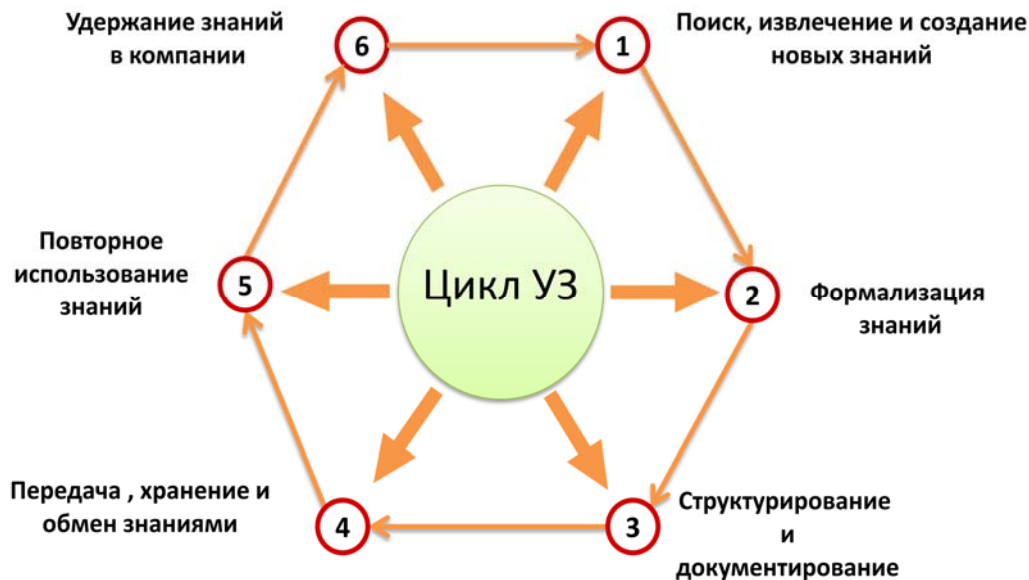 Удержание знаний
в компании
6
1
Поиск, извлечение и создание
новых знаний
Повторное
использование
знаний
5
Цикл УЗ
2
Формализация
знаний
Передача , хранение и
обмен знаниями
4
3
Структурирование
и
документирование